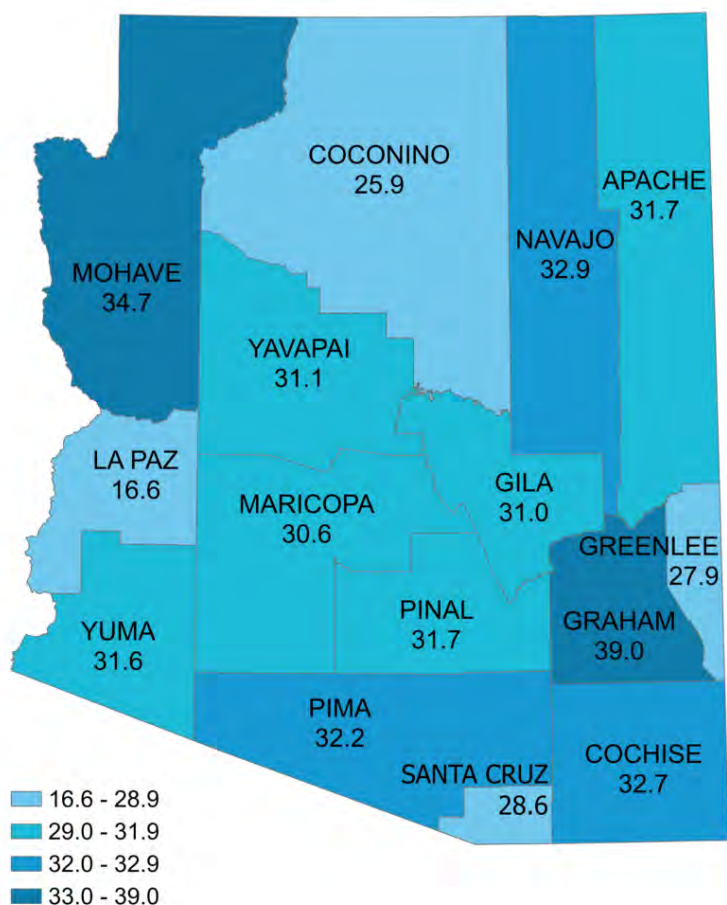 COCONINO
25.9
APACHE
31.7
NAVAJO
32.9
MOHAVE
34.7
YAVAPAI
31.1
LA PAZ
16.6
GILA
31.0
MARICOPA
30.6
GREENLEE
27.9
PINAL
31.7
GRAHAM
39.0
YUMA
31.6
PIMA
32.2
COCHISE
32.7
SANTA CRUZ
28.6
16.6 - 28.9
29.0 - 31.9
32.0 - 32.9
33.0 - 39.0